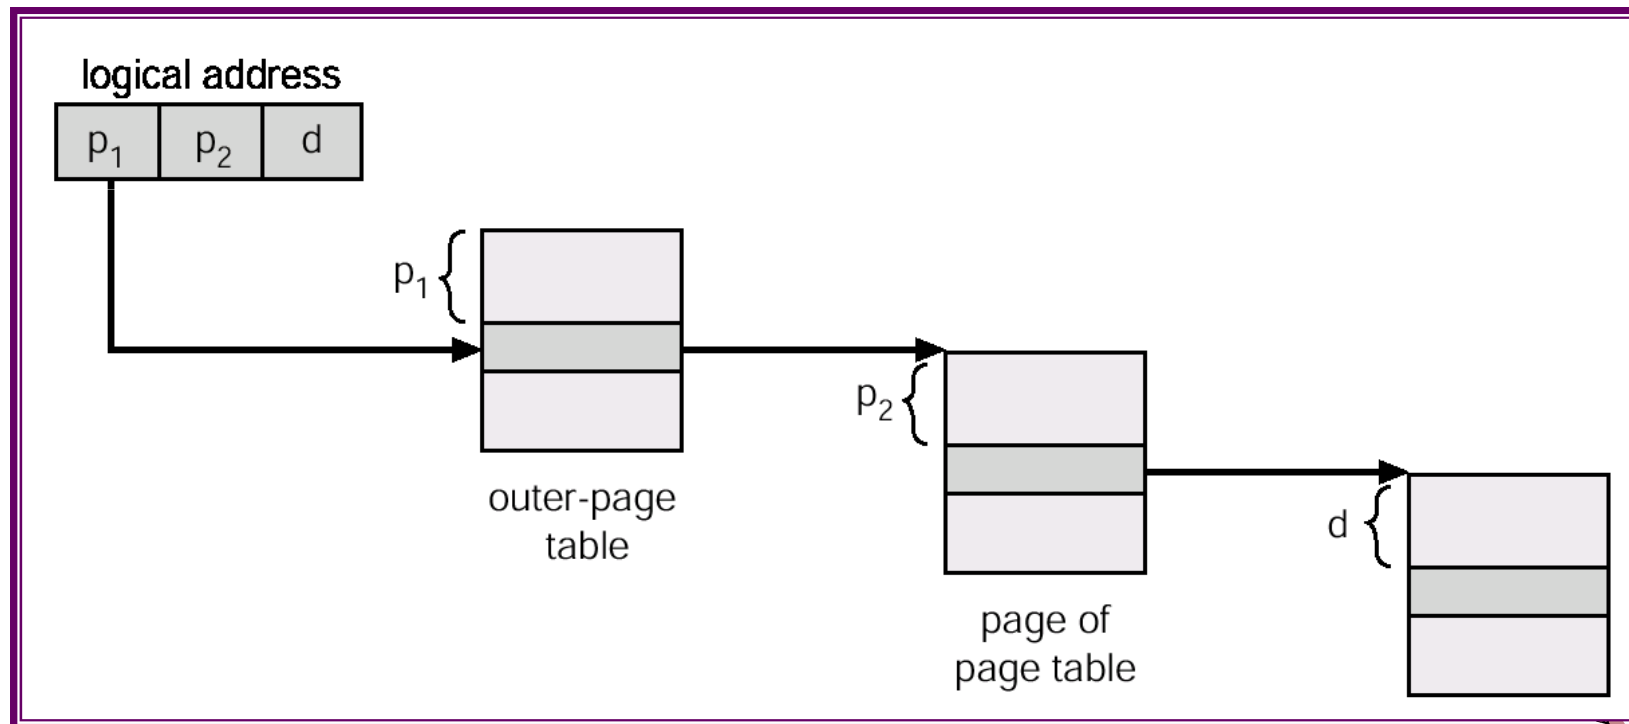 logical address
p₁ p₂ d
p₁
outer-page
table
p₂
page of
page table
d